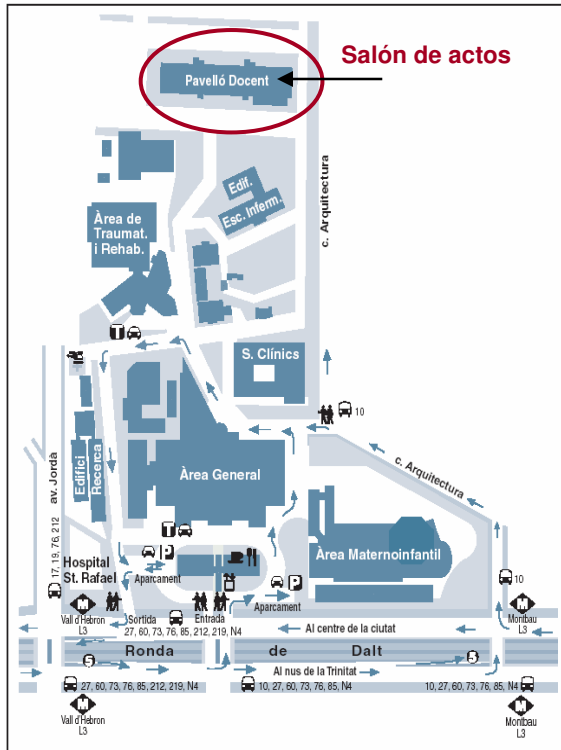 Salón de actos
Pavelló Docent
c. Arquitectura
Edif.
Esc. Inferm.
Àrea de
Traumat.
i Rehab.
T
S. Clínics
10
av. Jordà
Edifici
Recerca
Àrea General
c. Arquitectura
17, 19, 76, 212
T
Hospital
St. Rafael
P
Aparcament
Àrea Maternoinfantil
P
Aparcament
10
M
Vall d'Hebron
L3
Sortida
Entrada
27, 60, 73, 76, 85, 212, 219, N4
Al centre de la ciutat
M
Montbau
L3
Ronda de Dalt
S
S
Al nus de la Trinitat
27, 60, 73, 76, 85, 212, 219, N4
10, 27, 60, 73, 76, 85, N4
10, 27, 60, 73, 76, 85, N4
M
Vall d'Hebron
L3
M
Montbau
L3